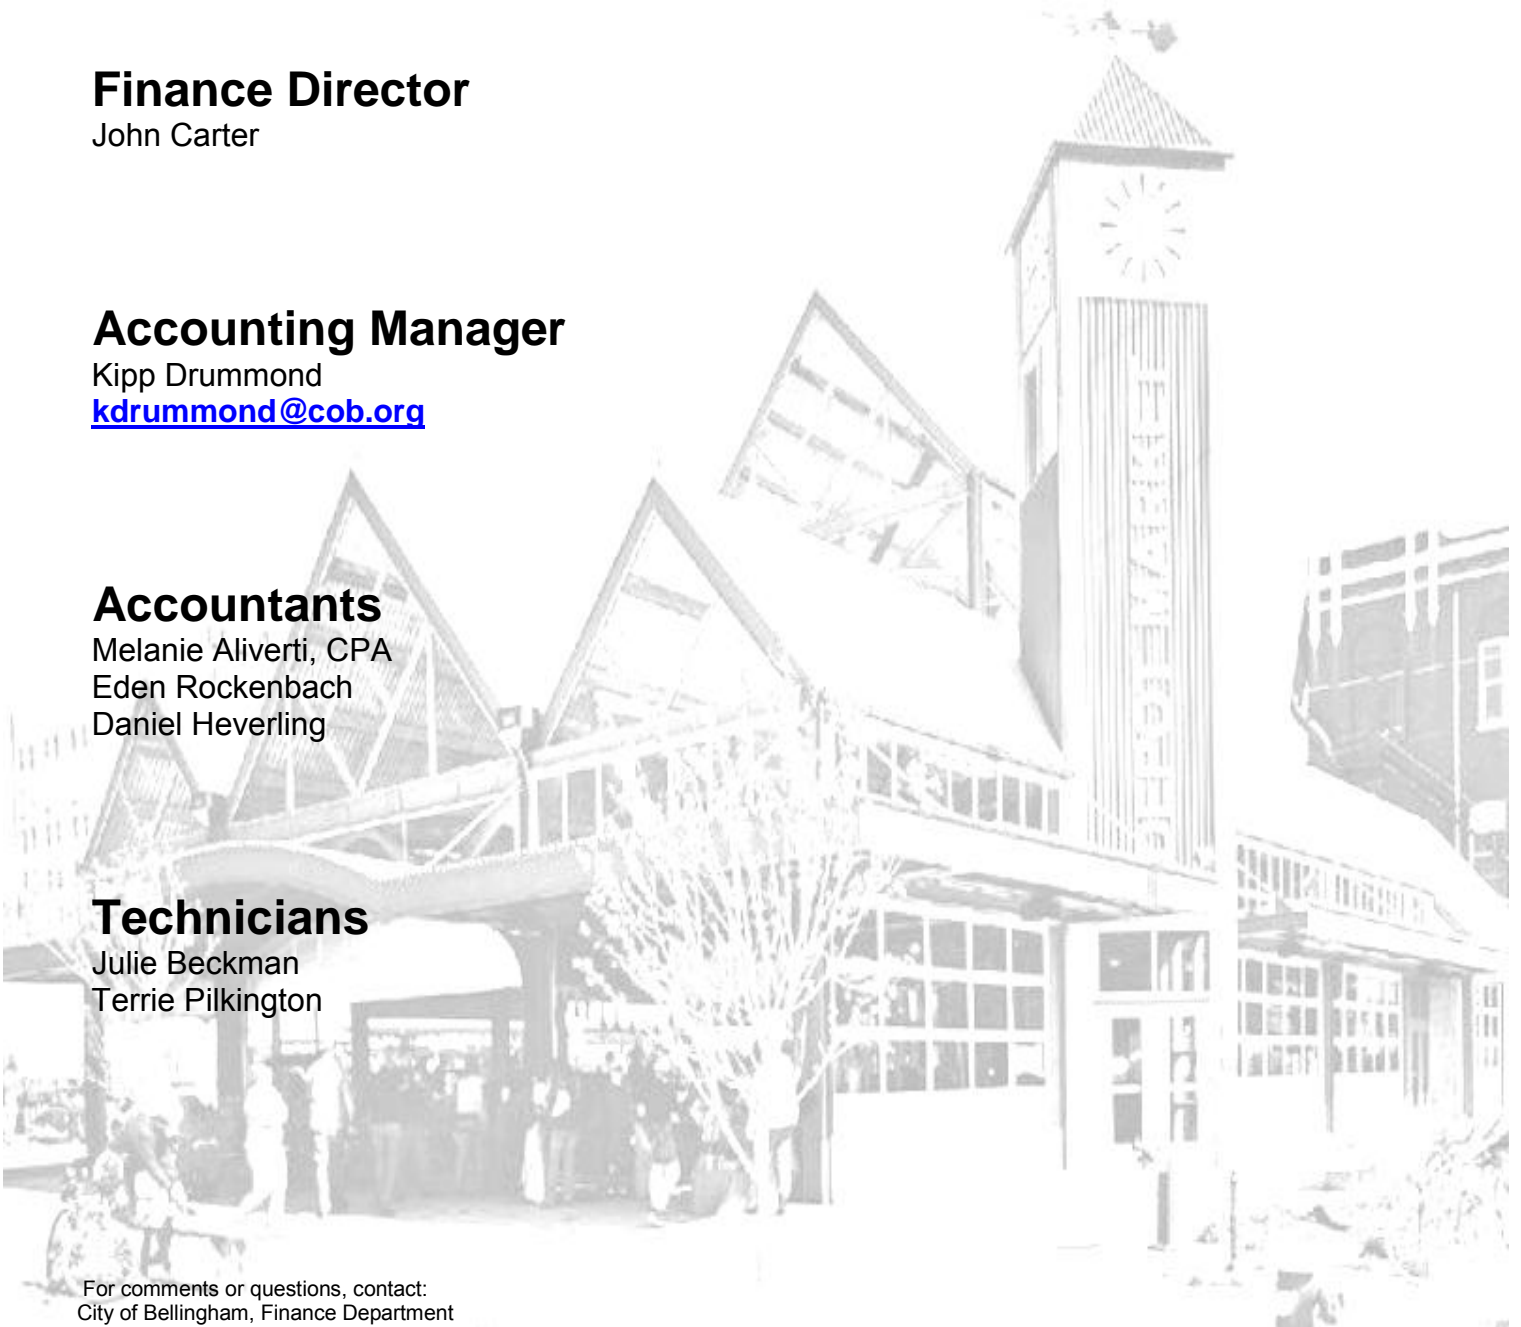 Finance Director
John Carter
Accounting Manager
Kipp Drummond
kdrummond@cob.org
Accountants
Melanie Aliverti, CPA
Eden Rockenbach
Daniel Heverling
Technicians
Julie Beckman
Terrie Pilkington
For comments or questions, contact:
City of Bellingham, Finance Department